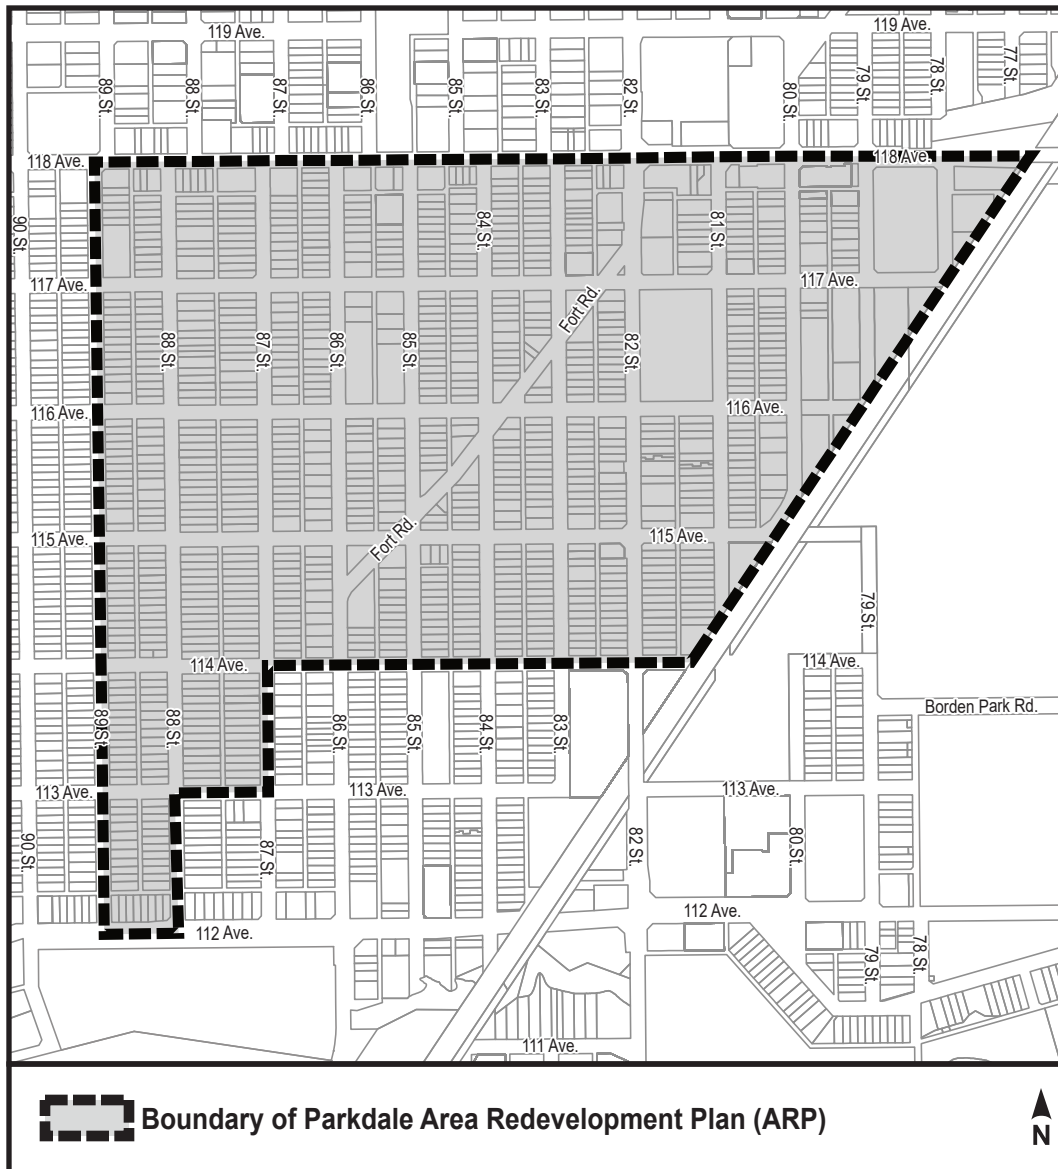 119 Ave.
119 Ave.
89 St.
88 St.
87 St.
86 St.
85 St.
83 St.
82 St.
80 St.
79 St.
78 St.
77 St.
118 Ave.
118 Ave.
90 St.
84 St.
81 St.
117 Ave.
117 Ave.
Fort Rd.
88 St.
87 St.
86 St.
85 St.
82 St.
116 Ave.
116 Ave.
115 Ave.
Fort Rd.
115 Ave.
79 St.
114 Ave.
114 Ave.
89 St.
88 St.
86 St.
85 St.
84 St.
83 St.
Borden Park Rd.
113 Ave.
113 Ave.
113 Ave.
90 St.
87 St.
82 St.
80 St.
112 Ave.
112 Ave.
79 St.
78 St.
111 Ave.
Boundary of Parkdale Area Redevelopment Plan (ARP)
N